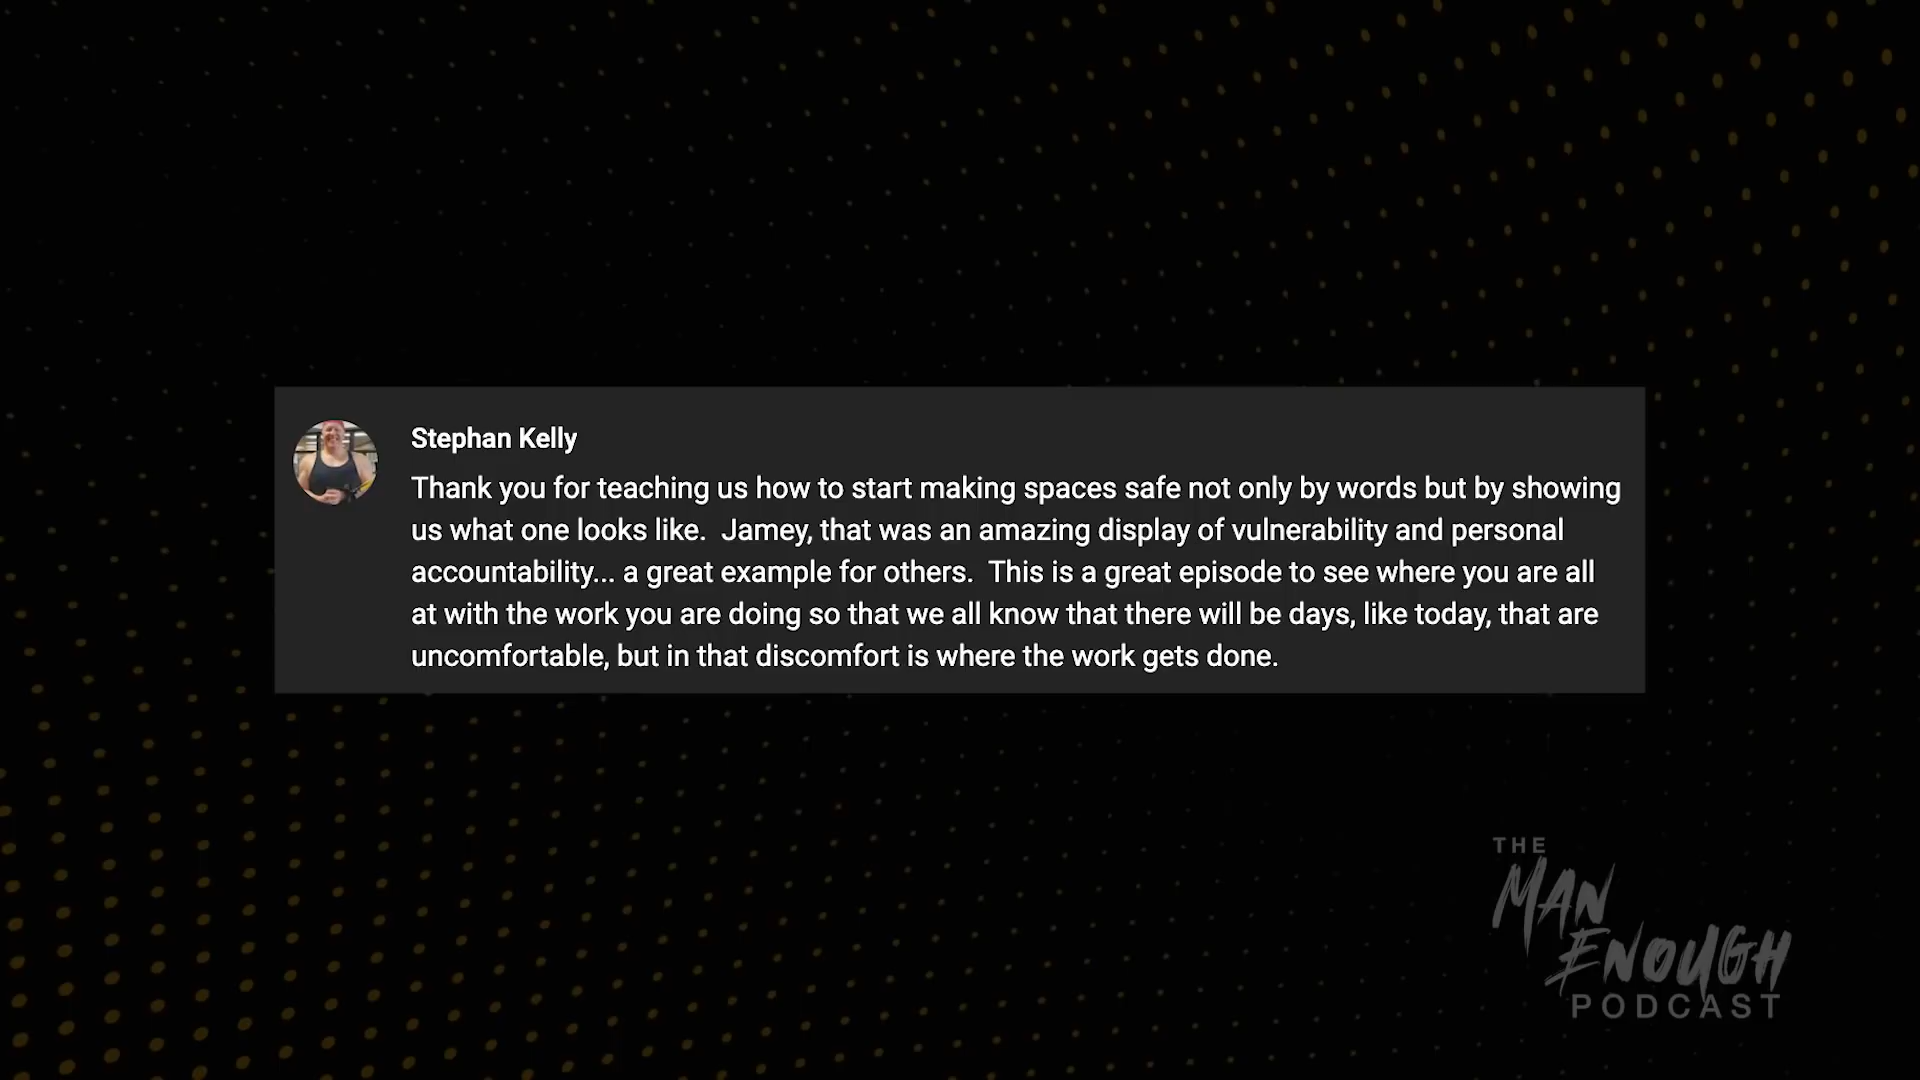 Stephan Kelly
Thank you for teaching us how to start making spaces safe not only by words but by showing
us what one looks like.  Jamey, that was an amazing display of vulnerability and personal
accountability... a great example for others.  This is a great episode to see where you are all
at with the work you are doing so that we all know that there will be days, like today, that are
uncomfortable, but in that discomfort is where the work gets done.
THE
MAN
ENOUGH
PODCAST